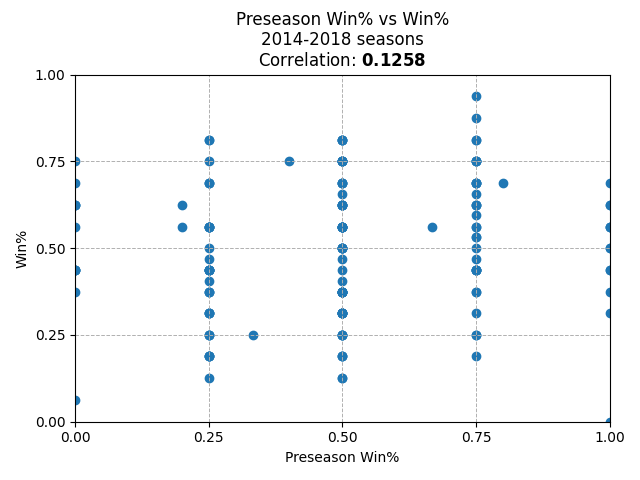 Preseason Win% vs Win%
2014-2018 seasons
Correlation: 0.1258
1.00
0.75
0.50
0.25
0.00
Win%
0.00 0.25 0.50 0.75 1.00
Preseason Win%